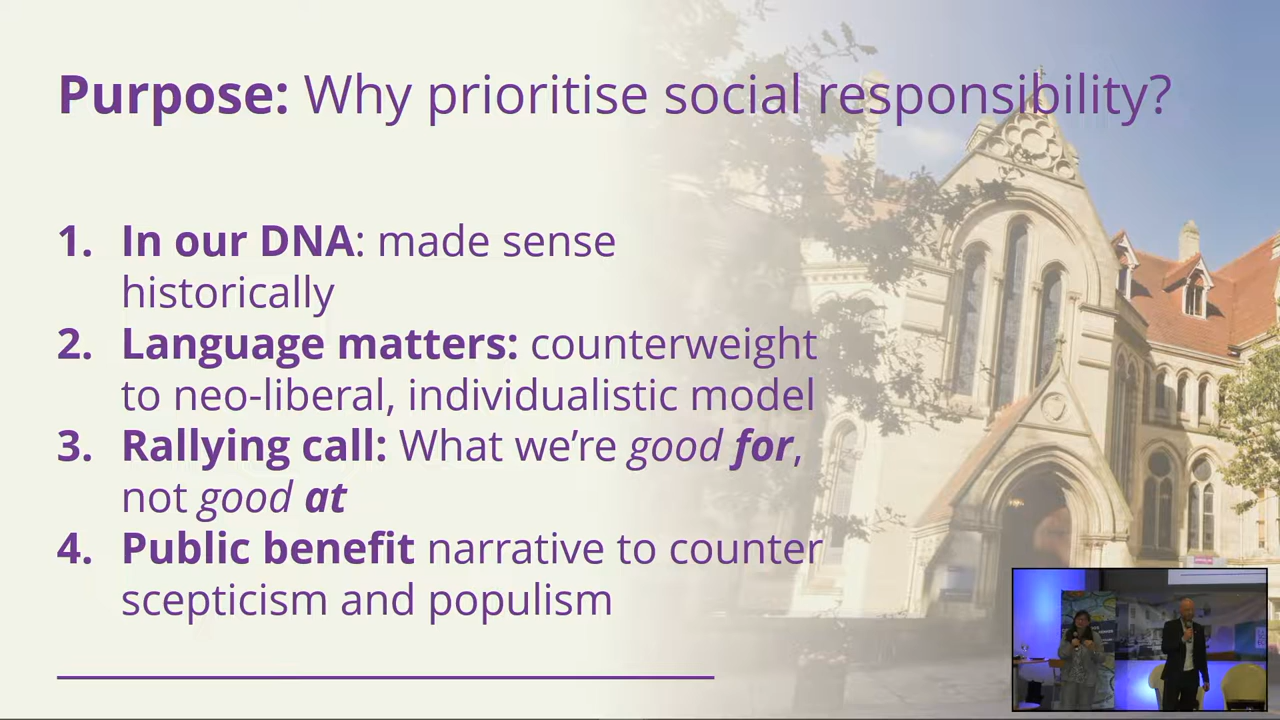 Purpose: Why prioritise social responsibility?
1. In our DNA: made sense
historically
2. Language matters: counterweight
to neo-liberal, individualistic model
3. Rallying call: What we’re good for,
not good at
4. Public benefit narrative to counter
scepticism and populism